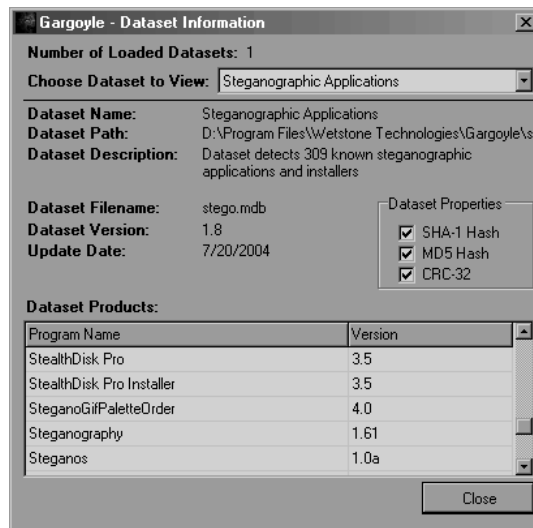 Gargoyle - Dataset Information
Number of Loaded Datasets: 1
Choose Dataset to View: Steganographic Applications
Dataset Name: Steganographic Applications
Dataset Path: D:\Program Files\Wetstone Technologies\Gargoyle\s
Dataset Description: Dataset detects 309 known steganographic
applications and installers
Dataset Filename: stego.mdb
Dataset Version: 1.8
Update Date: 7/20/2004
Dataset Properties
SHA-1 Hash
MD5 Hash
CRC-32
Dataset Products:
Program Name Version
StealthDisk Pro 3.5
StealthDisk Pro Installer 3.5
SteganoGifPaletteOrder 4.0
Steganography 1.61
Steganos 1.0a
Close